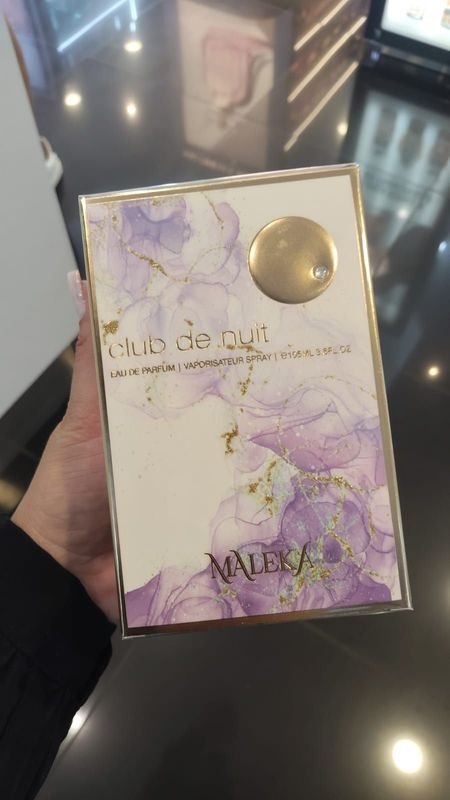 club de nuit
EAU DE PARFUM | VAPORISATEUR SPRAY | ℮105ML 3.6FL.OZ
MALEKA